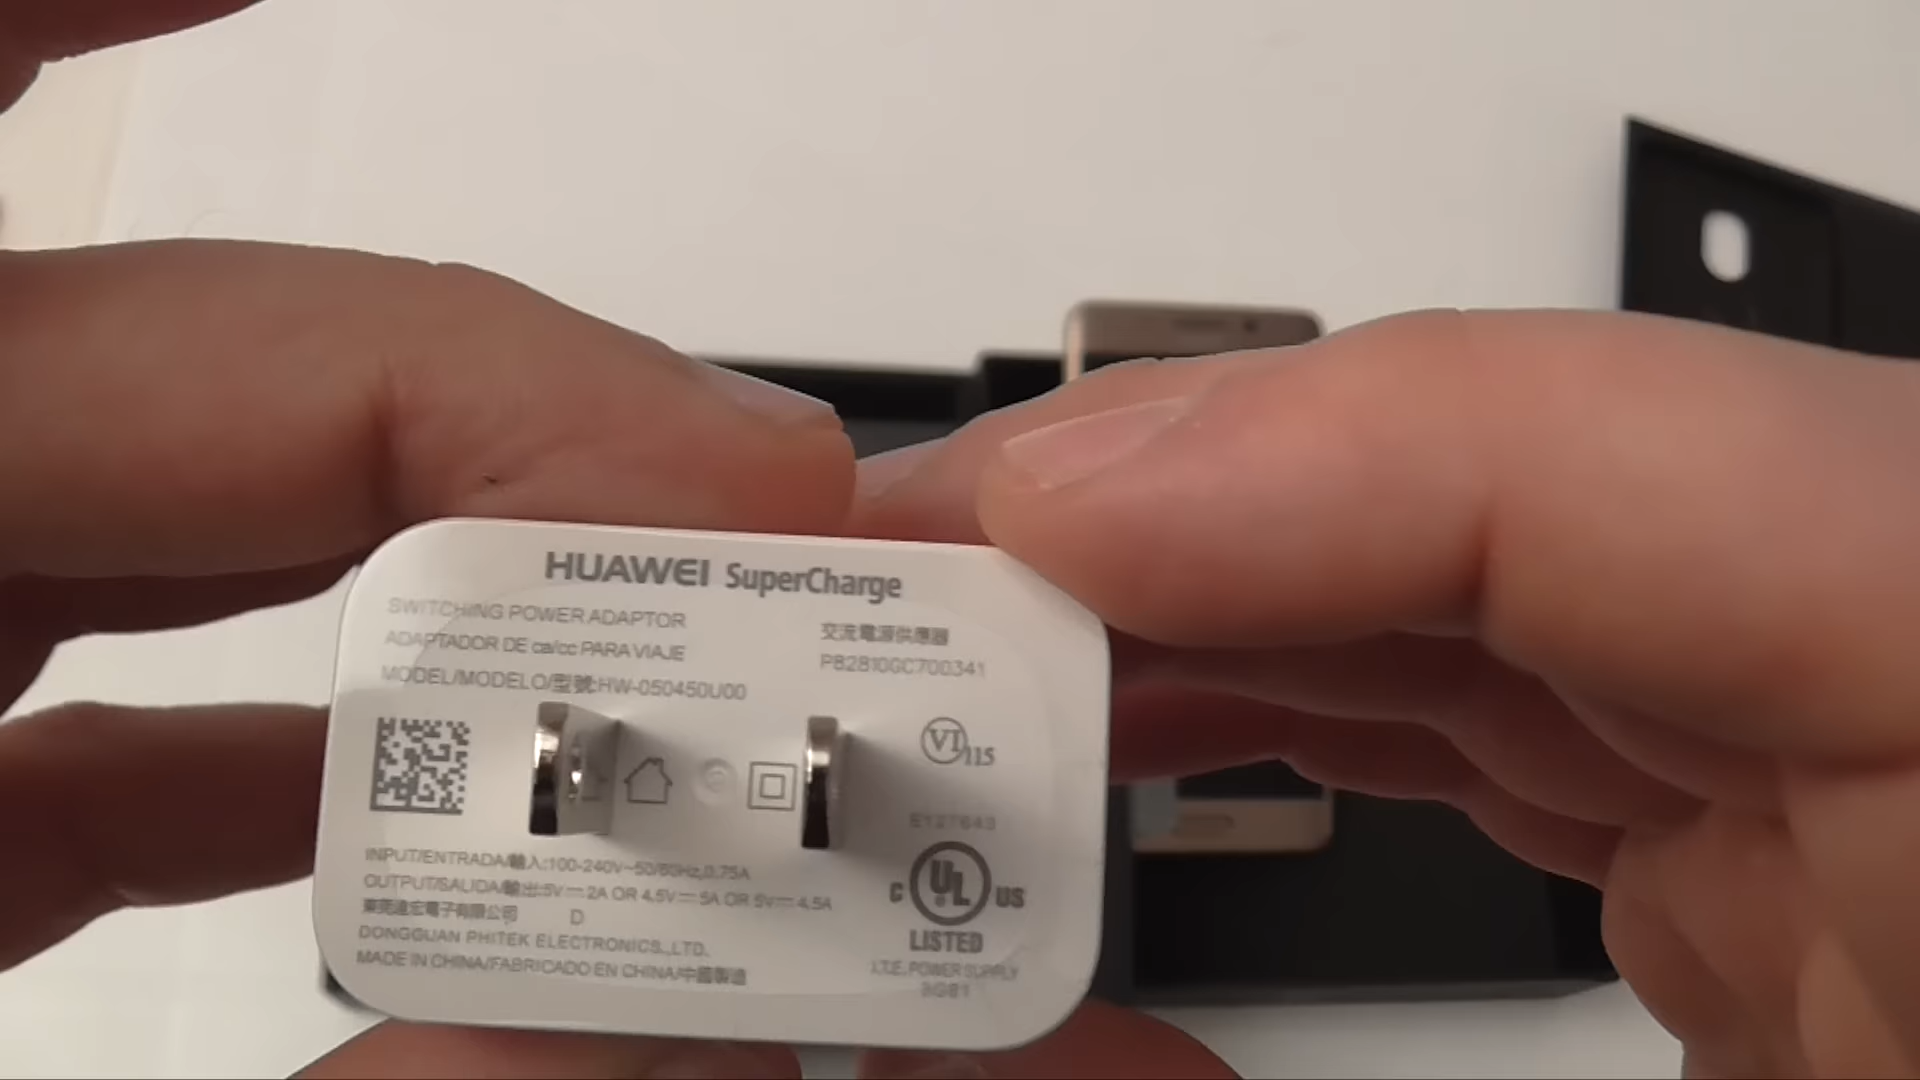 HUAWEI SuperCharge
SWITCHING POWER ADAPTOR
ADAPTADOR DE ca/cc PARA VIAJE
MODEL/MODELO/型號:HW-050450U00
交流電源供應器
P82810GC700341
VI 115
INPUT/ENTRADA/輸入:100-240V~50/60Hz,0.75A
OUTPUT/SALIDA/輸出:5V⎓2A OR 4.5V⎓5A OR 5V⎓4.5A
東莞達宏電子有限公司 D
DONGGUAN PHITEK ELECTRONICS.,LTD.
MADE IN CHINA/FABRICADO EN CHINA/中國製造
C UL US
LISTED
I.T.E. POWER SUPPLY